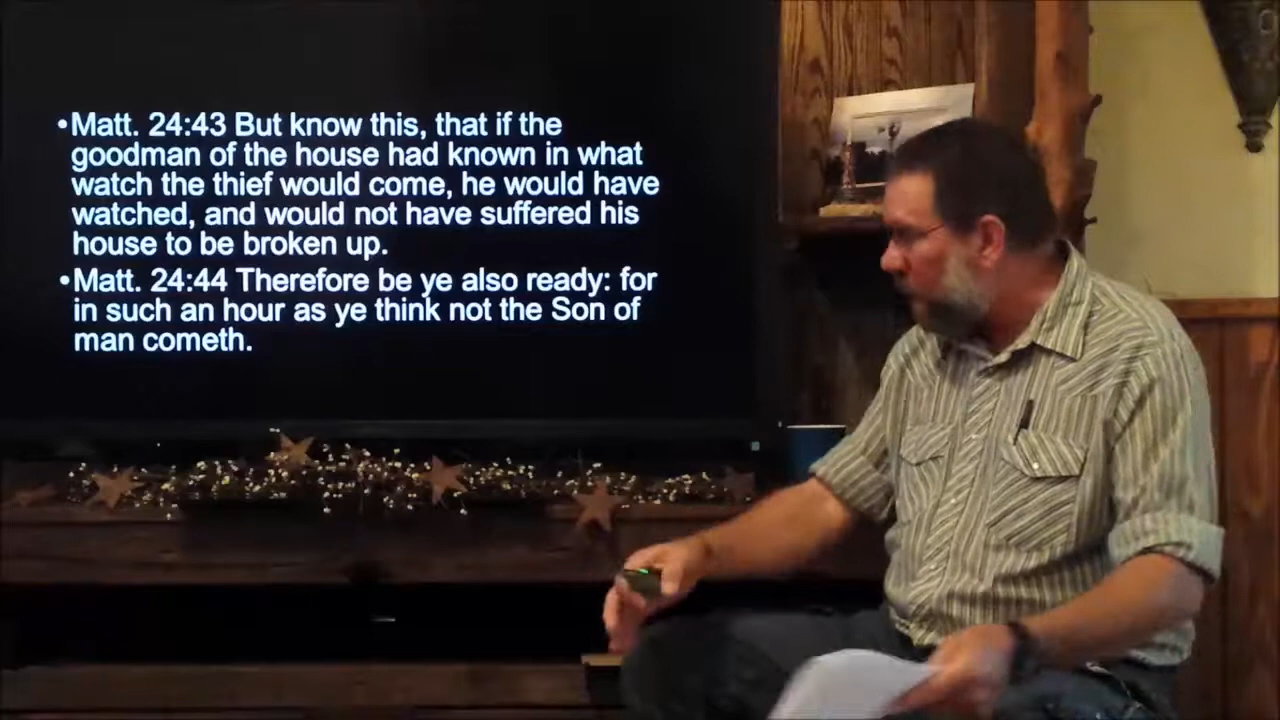 •Matt. 24:43 But know this, that if the
goodman of the house had known in what
watch the thief would come, he would have
watched, and would not have suffered his
house to be broken up.
•Matt. 24:44 Therefore be ye also ready: for
in such an hour as ye think not the Son of
man cometh.